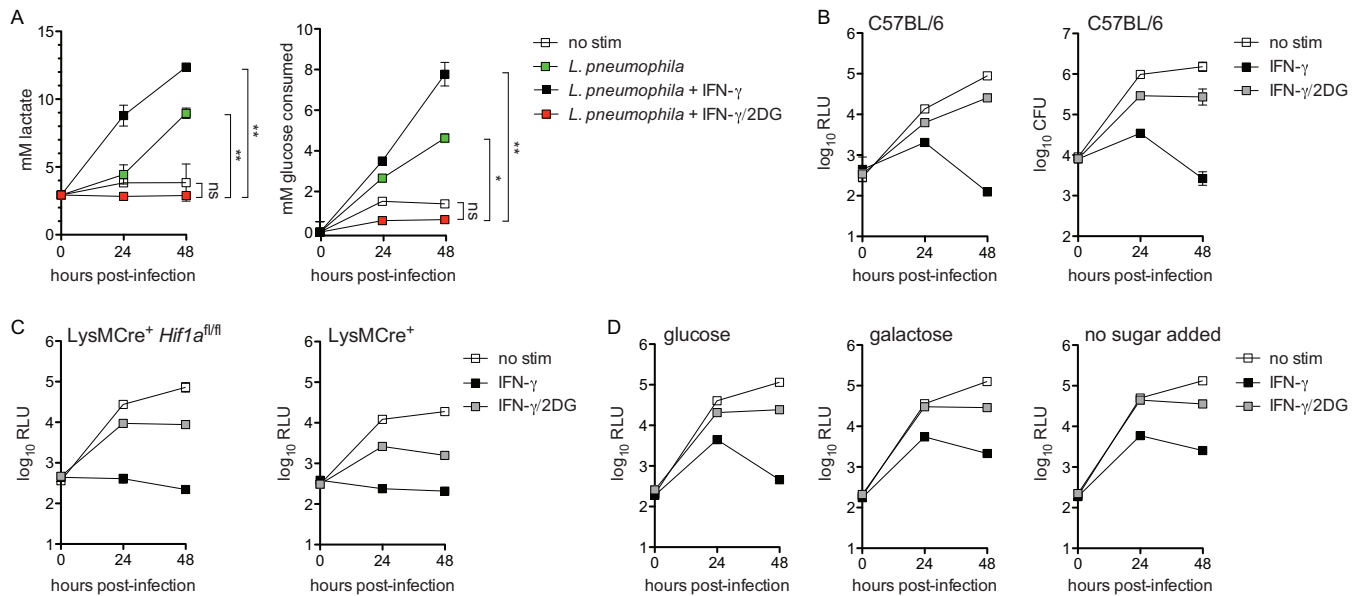 A
mM lactate
15
10
5
0
0
24
48
hours post-infection
**
**
ns
mM glucose consumed
10
8
6
4
2
0
0
24
48
hours post-infection
**
*
ns
no stim
L. pneumophila
L. pneumophila + IFN-γ
L. pneumophila + IFN-γ/2DG
B
C57BL/6
log10 RLU
6
5
4
3
2
1
0
24
48
hours post-infection
C57BL/6
log10 CFU
7
6
5
4
3
2
0
24
48
hours post-infection
no stim
IFN-γ
IFN-γ/2DG
C
LysMCre+ Hif1afl/fl
log10 RLU
6
5
4
3
2
1
0
24
48
hours post-infection
LysMCre+
log10 RLU
6
5
4
3
2
1
0
24
48
hours post-infection
no stim
IFN-γ
IFN-γ/2DG
D
glucose
log10 RLU
6
5
4
3
2
1
0
24
48
hours post-infection
galactose
log10 RLU
6
5
4
3
2
1
0
24
48
hours post-infection
no sugar added
log10 RLU
6
5
4
3
2
1
0
24
48
hours post-infection
no stim
IFN-γ
IFN-γ/2DG